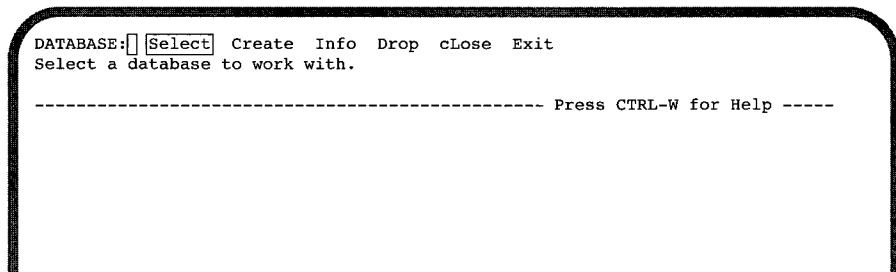 DATABASE: Select Create Info Drop cLose Exit
Select a database to work with.
------------------------------------------------ Press CTRL-W for Help -----